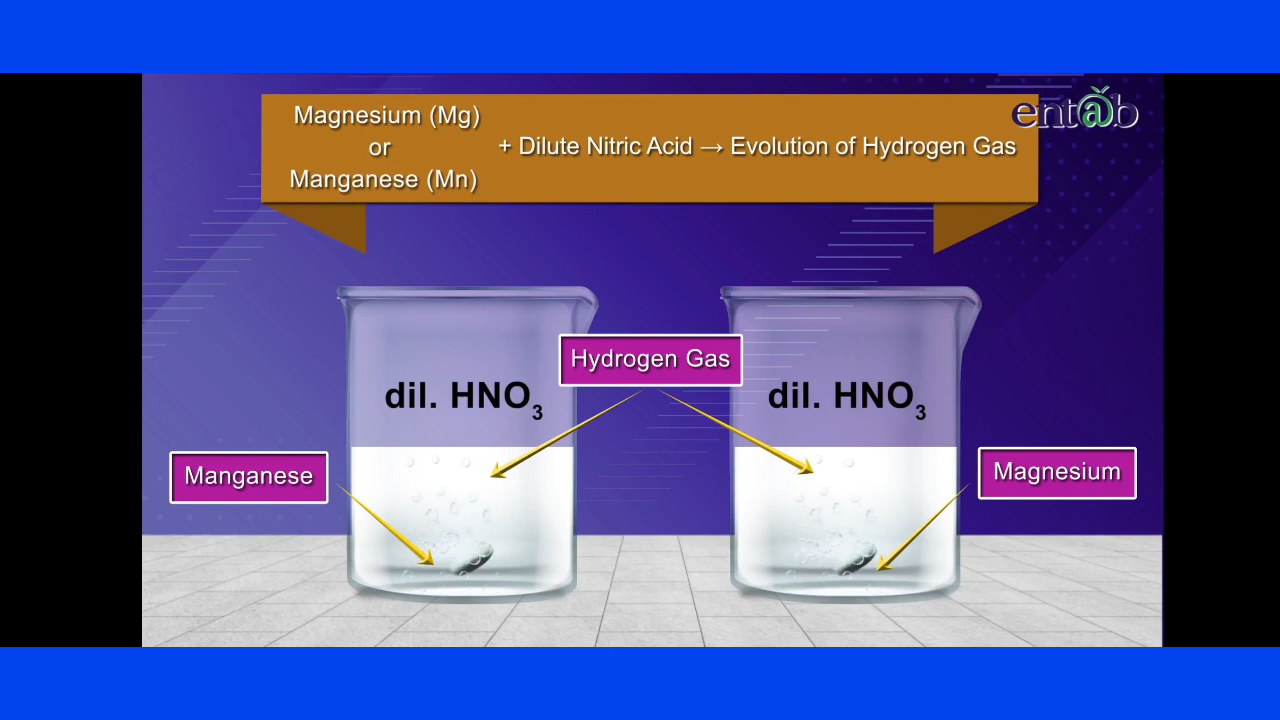 Magnesium (Mg)
or
Manganese (Mn)
+ Dilute Nitric Acid → Evolution of Hydrogen Gas
ent@b
Hydrogen Gas
dil. HNO₃
dil. HNO₃
Manganese
Magnesium